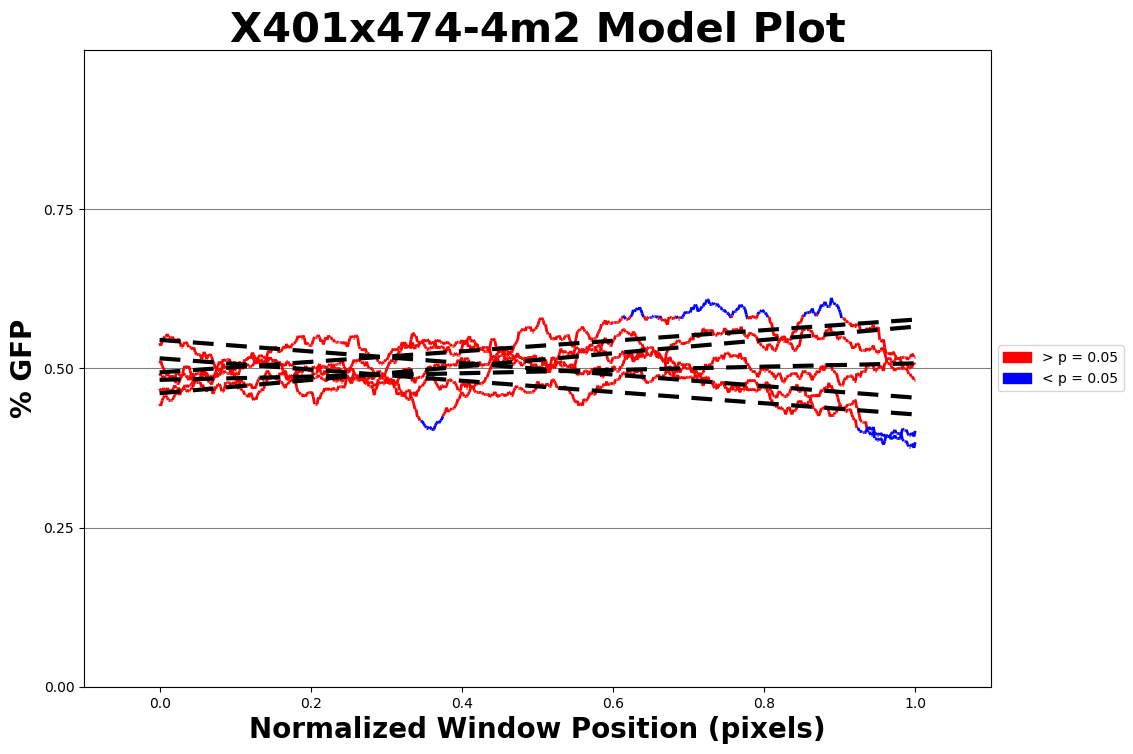 X401x474-4m2 Model Plot
% GFP
0.75
0.50
0.25
0.00
0.0 0.2 0.4 0.6 0.8 1.0
Normalized Window Position (pixels)
> p = 0.05
< p = 0.05